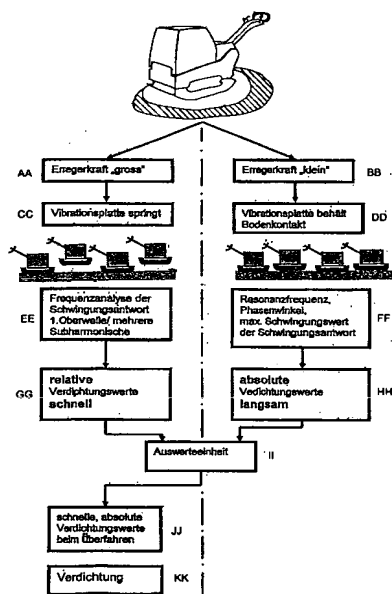 AA
Erregerkraft „gross"
Erregerkraft „klein"
BB
CC
Vibrationsplatte springt
Vibrationsplatte behält
Bodenkontakt
DD
EE
Frequenzanalyse der
Schwingungsantwort
1.Oberwelle/ mehrere
Subharmonische
Resonanzfrequenz,
Phasenwinkel,
max. Schwingungswert
der Schwingungsantwort
FF
GG
relative
Verdichtungswerte
schnell
absolute
Vedichtungswerte
langsam
HH
Auswerteeinheit
II
schnelle, absolute
Verdichtungswerte
beim Überfahren
JJ
Verdichtung
KK